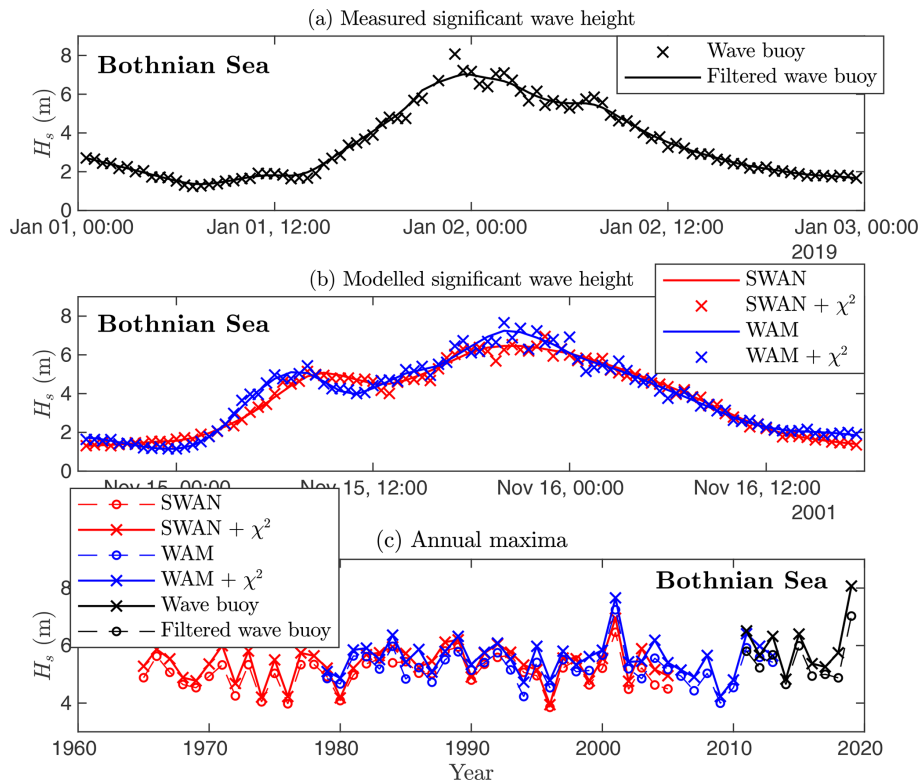 (a) Measured significant wave height
Bothnian Sea
Wave buoy
Filtered wave buoy
H_s (m)
8
6
4
2
0
Jan 01, 00:00 Jan 01, 12:00 Jan 02, 00:00 Jan 02, 12:00 Jan 03, 00:00
2019
(b) Modelled significant wave height
Bothnian Sea
SWAN
SWAN + χ²
WAM
WAM + χ²
H_s (m)
8
6
4
2
0
Nov 15, 00:00 Nov 15, 12:00 Nov 16, 00:00 Nov 16, 12:00
2001
SWAN
SWAN + χ²
WAM
WAM + χ²
Wave buoy
Filtered wave buoy
(c) Annual maxima
Bothnian Sea
H_s (m)
8
6
4
1960 1970 1980 1990 2000 2010 2020
Year